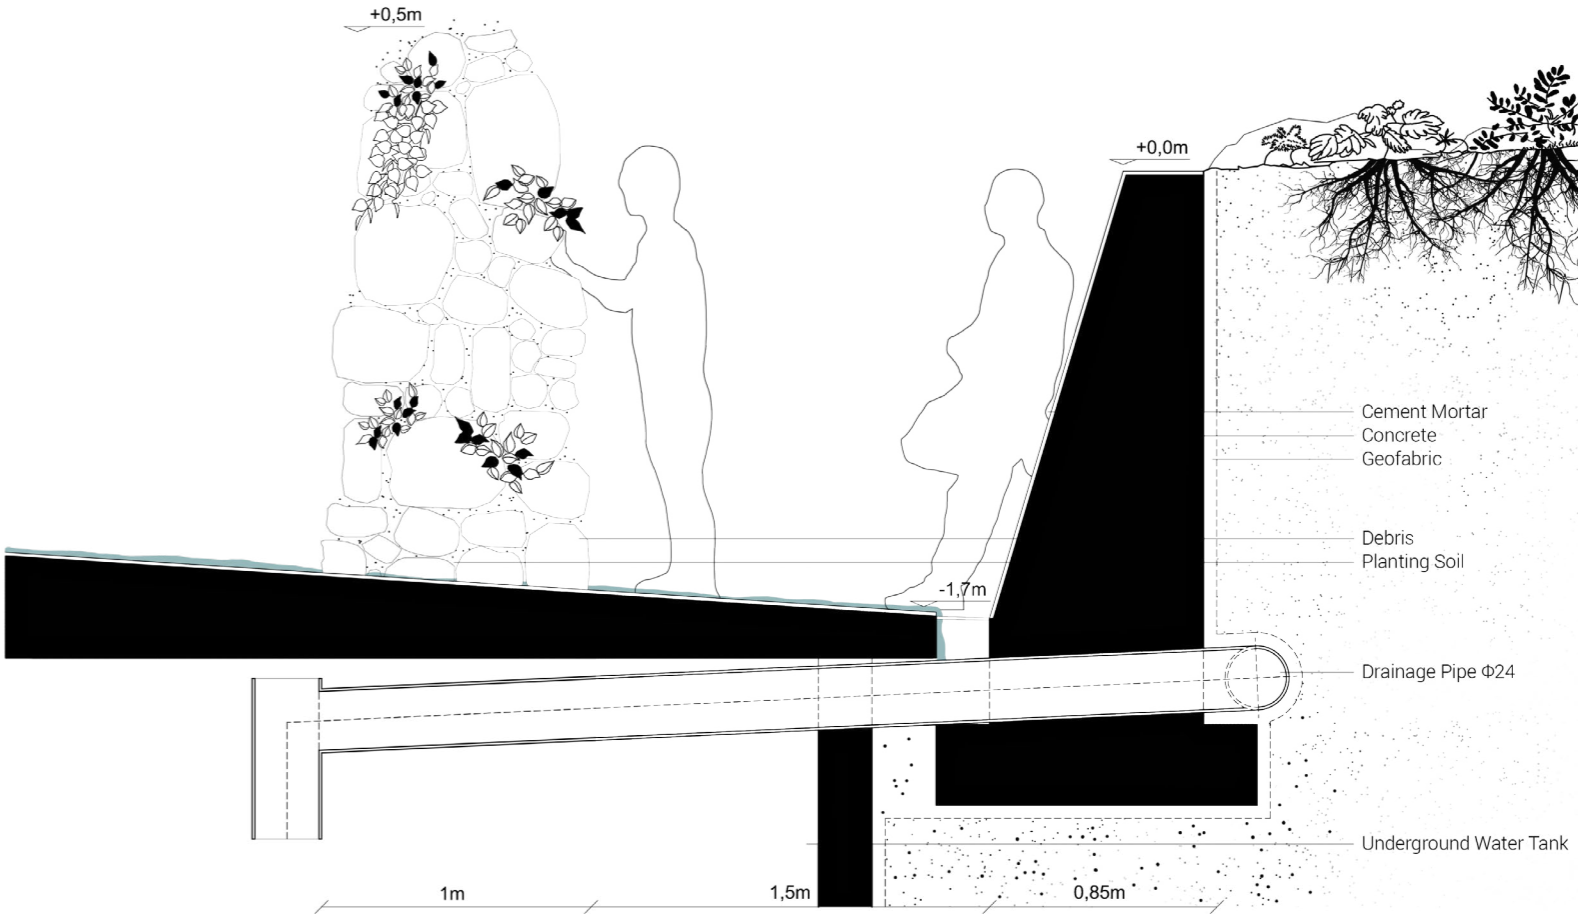 +0,5m
+0,0m
Cement Mortar
Concrete
Geofabric
Debris
Planting Soil
-1,7m
Drainage Pipe Φ24
Underground Water Tank
1m
1,5m
0,85m